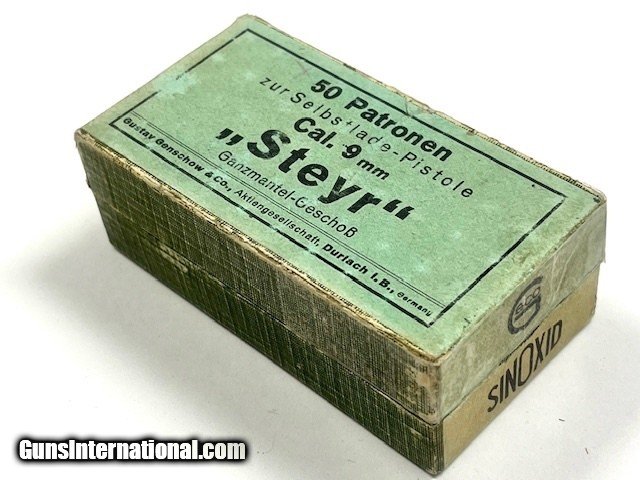 50 Patronen
zur Selbstlade-Pistole
Cal. 9 mm
„Steyr“
Ganzmantel-Geschoß
Gustav Genschow & Co., Aktiengesellschaft, Durlach i.B., Germany
SINOXID
GunsInternational.com